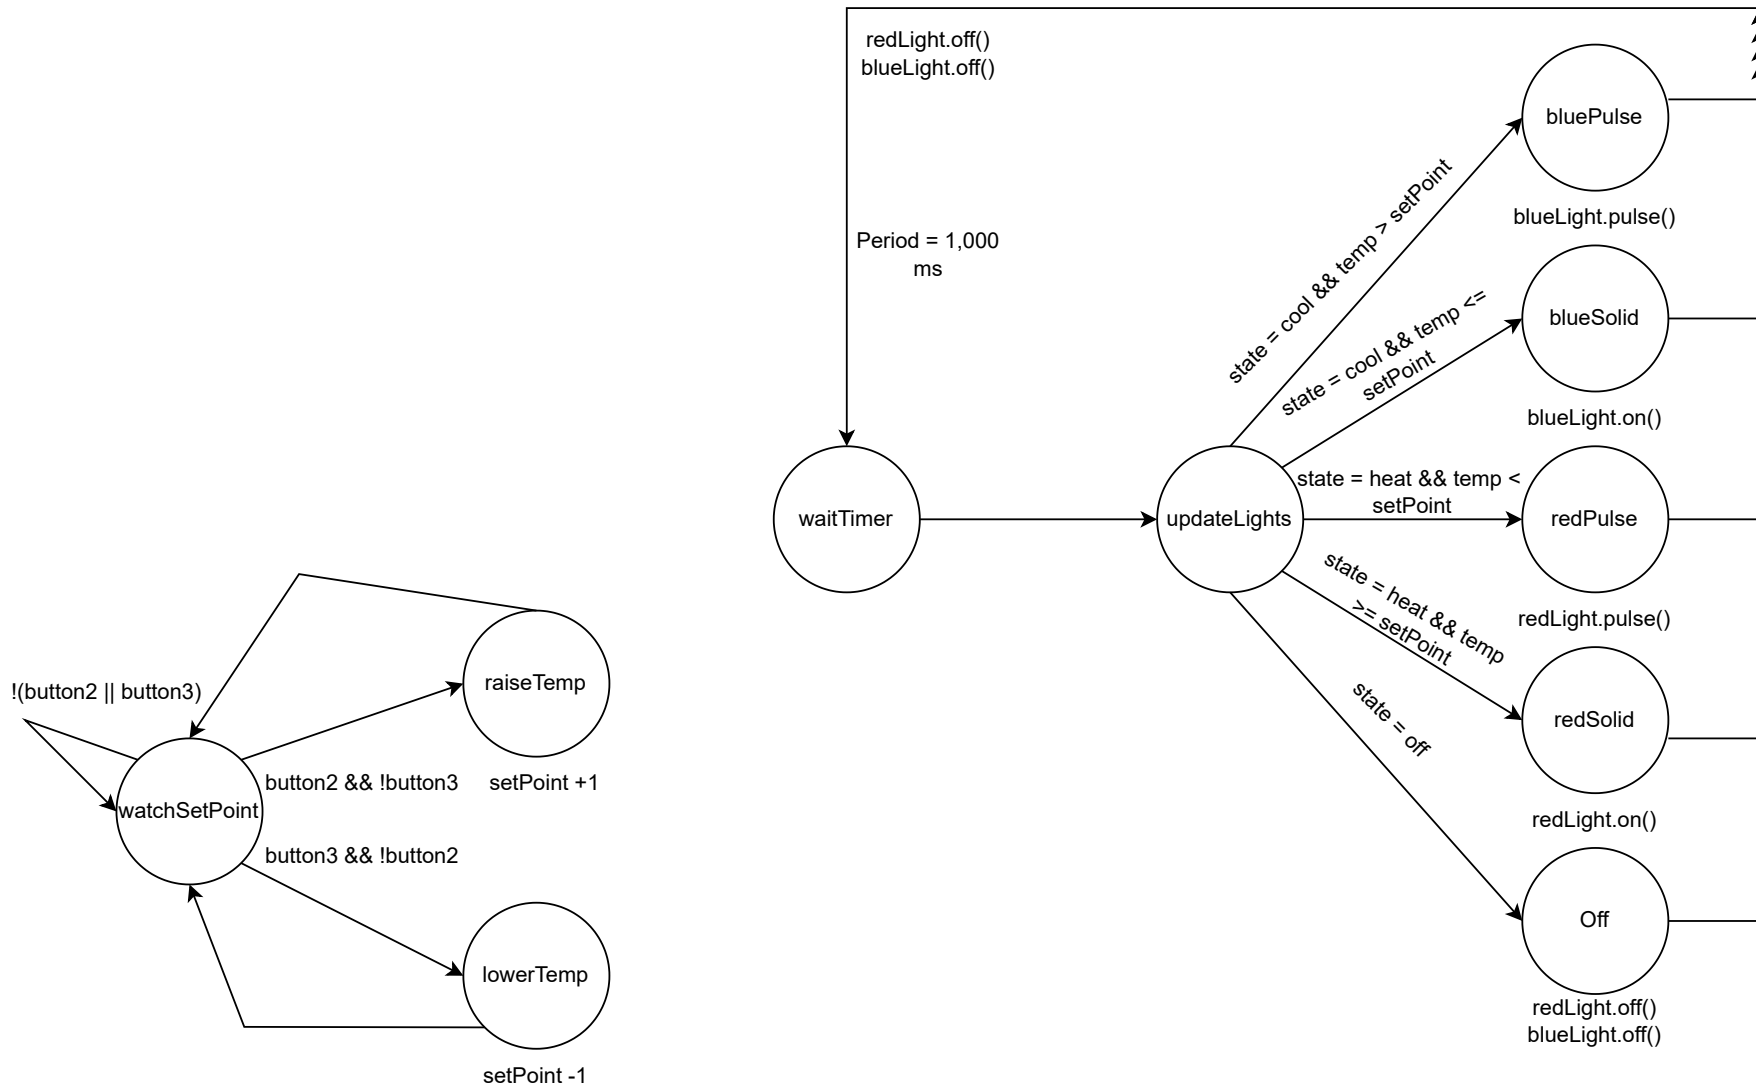 redLight.off()
blueLight.off()
Period = 1,000
ms
waitTimer
updateLights
state = cool && temp > setPoint
state = cool && temp <=
setPoint
state = heat && temp <
setPoint
state = heat && temp
>= setPoint
state = off
bluePulse
blueLight.pulse()
blueSolid
blueLight.on()
redPulse
redLight.pulse()
redSolid
redLight.on()
Off
redLight.off()
blueLight.off()
!(button2 || button3)
watchSetPoint
button2 && !button3
button3 && !button2
raiseTemp
setPoint +1
lowerTemp
setPoint -1